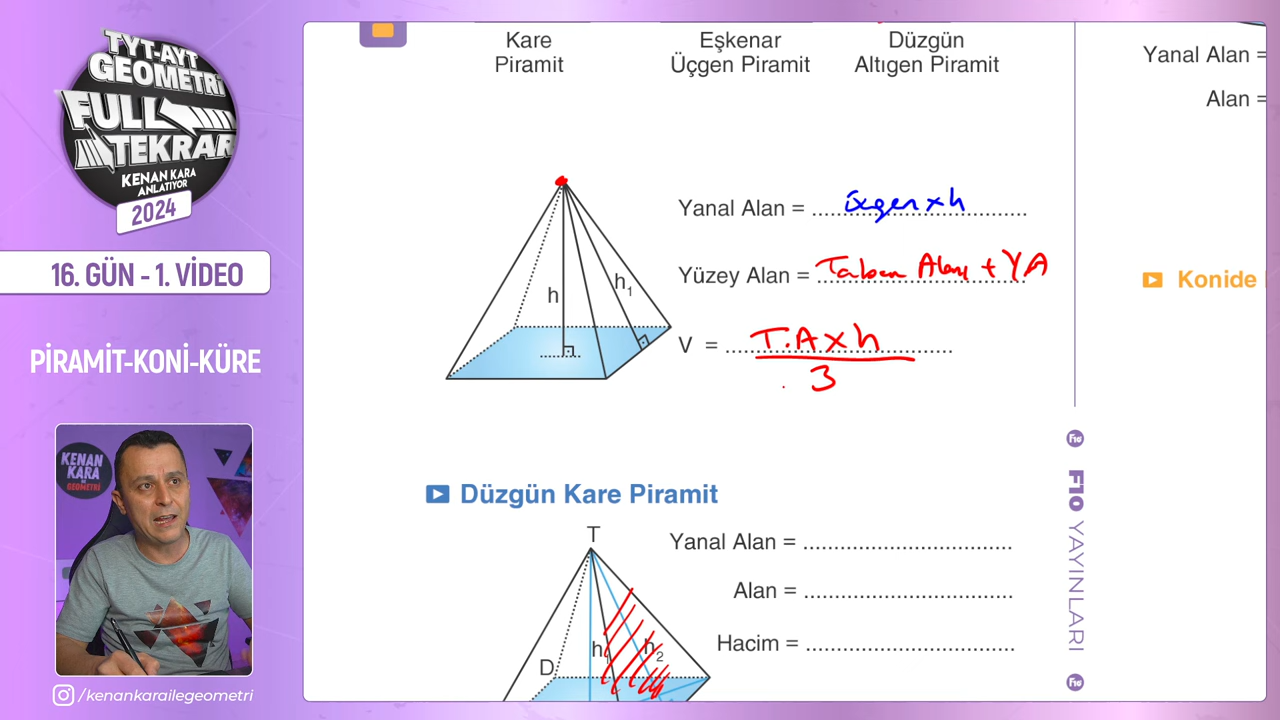 TYT-AYT
GEOMETRİ
FULL
TEKRAR
KENAN KARA
ANLATIYOR
2024
16. GÜN - 1. VİDEO
PİRAMİT-KONİ-KÜRE
KENAN
KARA
GEOMETRİ
/kenankarailegeometri
Kare
Piramit
Eşkenar
Üçgen Piramit
Düzgün
Altıgen Piramit
h
h1
Yanal Alan = üçgen x h
Yüzey Alan = Taban Alanı + YA
V = T.A x h
3
Düzgün Kare Piramit
T
D
h1
h2
Yanal Alan = ..................................
Alan = ..................................
Hacim = ..................................
Yanal Alan =
Alan =
Konide
F10
F10 YAYINLARI
F10